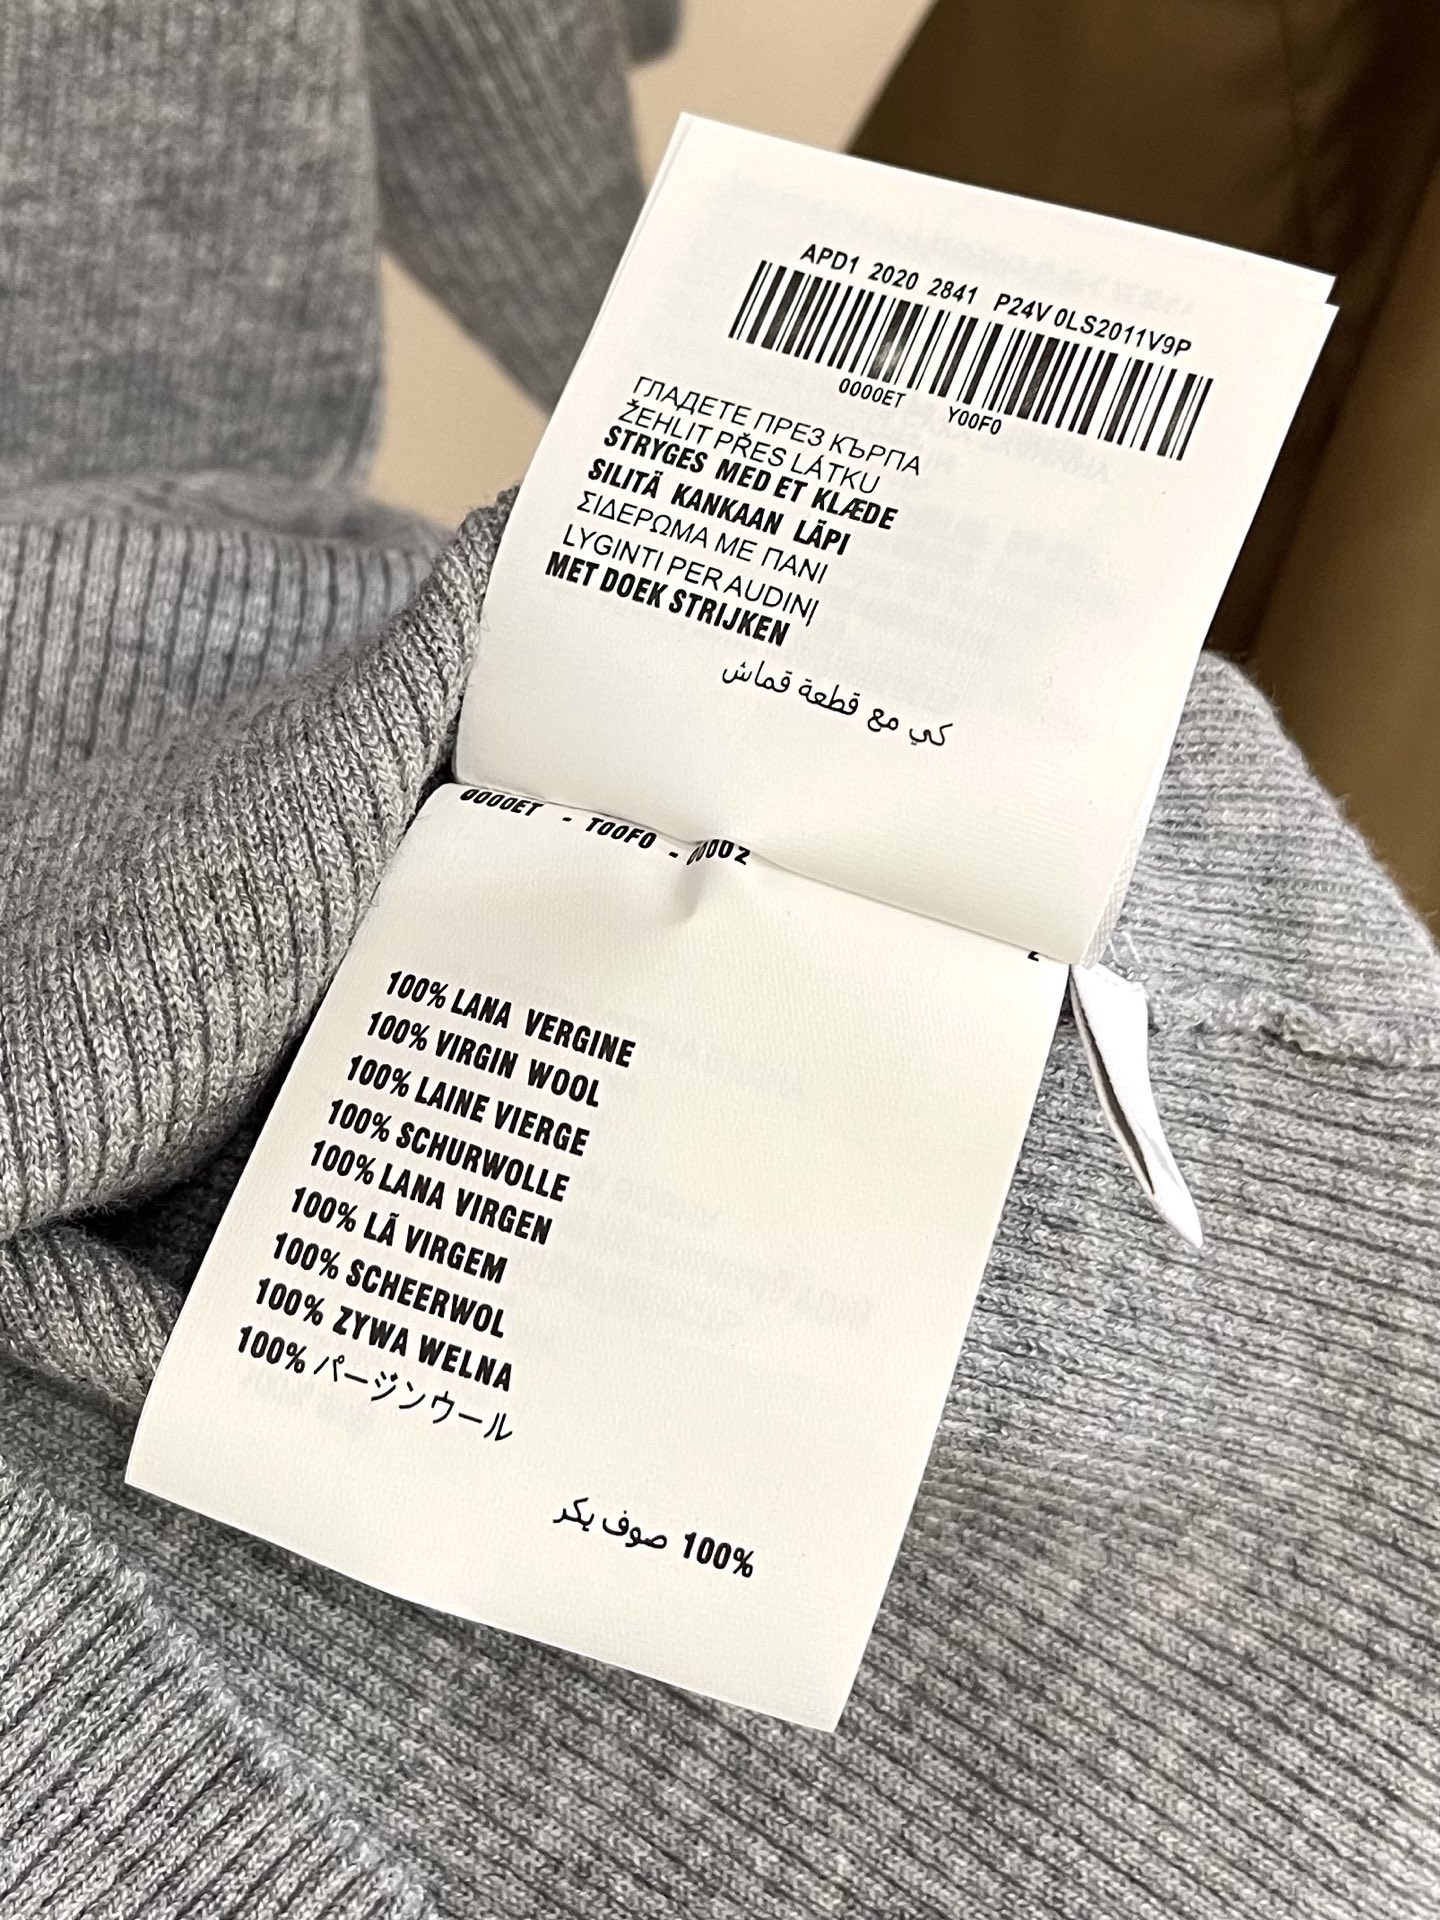 APD1 2020 2841 P24V 0LS2011V9P
0000ET Y00F0
ГЛАДЕТЕ ПРЕЗ КЪРПА
ŽEHLIT PŘES LÁTKU
STRYGES MED ET KLÆDE
SILITÄ KANKAAN LÄPI
ΣΙΔΕΡΩΜΑ ΜΕ ΠΑΝΙ
LYGINTI PER AUDINĮ
MET DOEK STRIJKEN
كي مع قطعة قماش
0000ET - T00F0 - 00002
100% LANA VERGINE
100% VIRGIN WOOL
100% LAINE VIERGE
100% SCHURWOLLE
100% LANA VIRGEN
100% LÃ VIRGEM
100% SCHEERWOL
100% ZYWA WELNA
100% バージンウール
100% صوف يكر